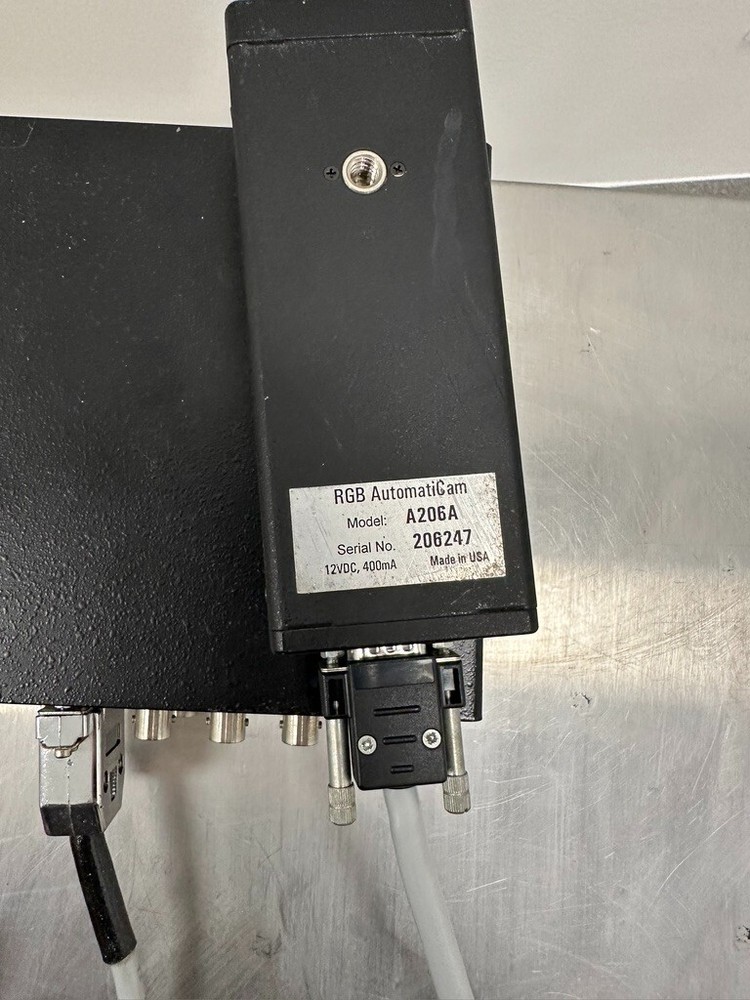 RGB AutomatiCam
Model: A206A
Serial No. 206247
12VDC, 400mA Made in USA